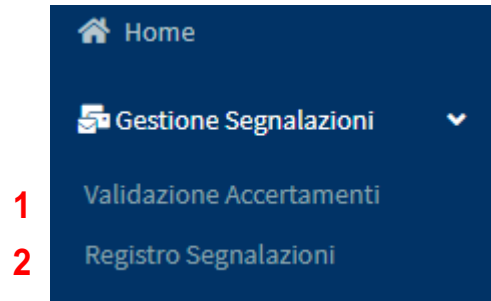 Home
Gestione Segnalazioni
1 Validazione Accertamenti
2 Registro Segnalazioni